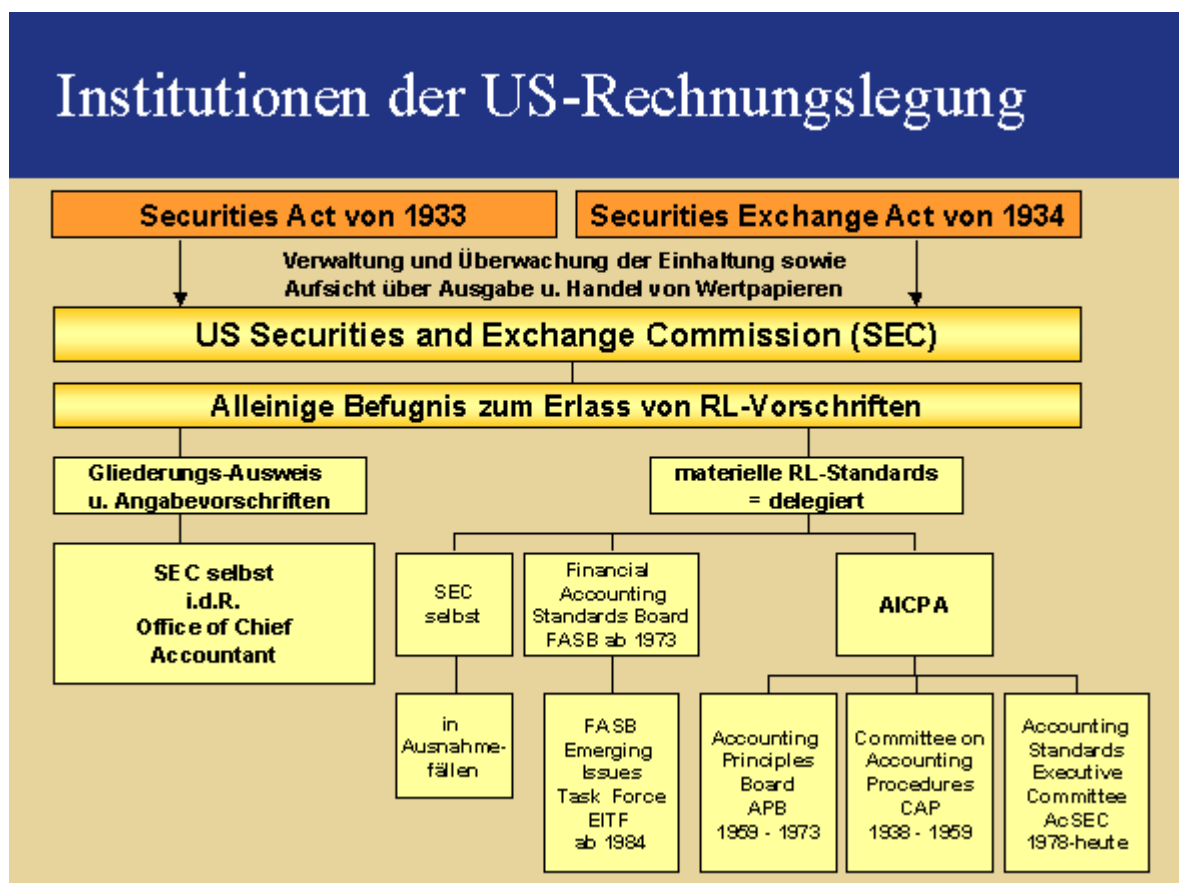 Institutionen der US-Rechnungslegung
Securities Act von 1933
Securities Exchange Act von 1934
Verwaltung und Überwachung der Einhaltung sowie
Aufsicht über Ausgabe u. Handel von Wertpapieren
US Securities and Exchange Commission (SEC)
Alleinige Befugnis zum Erlass von RL-Vorschriften
Gliederungs-Ausweis
u. Angabevorschriften
materielle RL-Standards
= delegiert
SEC selbst
i.d.R.
Office of Chief
Accountant
SEC
selbst
Financial
Accounting
Standards Board
FASB ab 1973
AICPA
in
Ausnahme-
fällen
FASB
Emerging
Issues
Task Force
EITF
ab 1984
Accounting
Principles
Board
APB
1959 - 1973
Committee on
Accounting
Procedures
CAP
1938 - 1959
Accounting
Standards
Executive
Committee
AcSEC
1978-heute